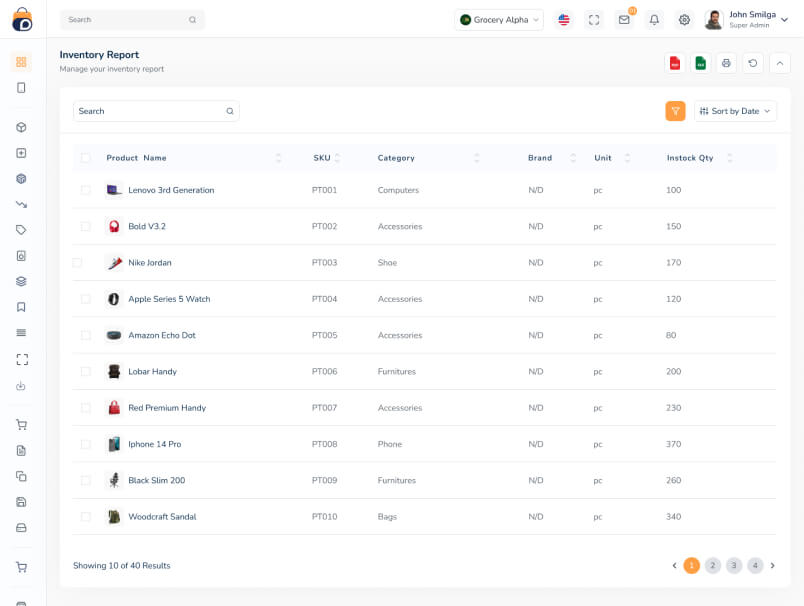 Search
Grocery Alpha
John Smilga
Super Admin
Inventory Report
Manage your inventory report
Search
Sort by Date
Product Name SKU Category Brand Unit Instock Qty
Lenovo 3rd Generation PT001 Computers N/D pc 100
Bold V3.2 PT002 Accessories N/D pc 150
Nike Jordan PT003 Shoe N/D pc 170
Apple Series 5 Watch PT004 Accessories N/D pc 120
Amazon Echo Dot PT005 Accessories N/D pc 80
Lobar Handy PT006 Furnitures N/D pc 200
Red Premium Handy PT007 Accessories N/D pc 230
Iphone 14 Pro PT008 Phone N/D pc 370
Black Slim 200 PT009 Furnitures N/D pc 260
Woodcraft Sandal PT010 Bags N/D pc 340
Showing 10 of 40 Results
1 2 3 4